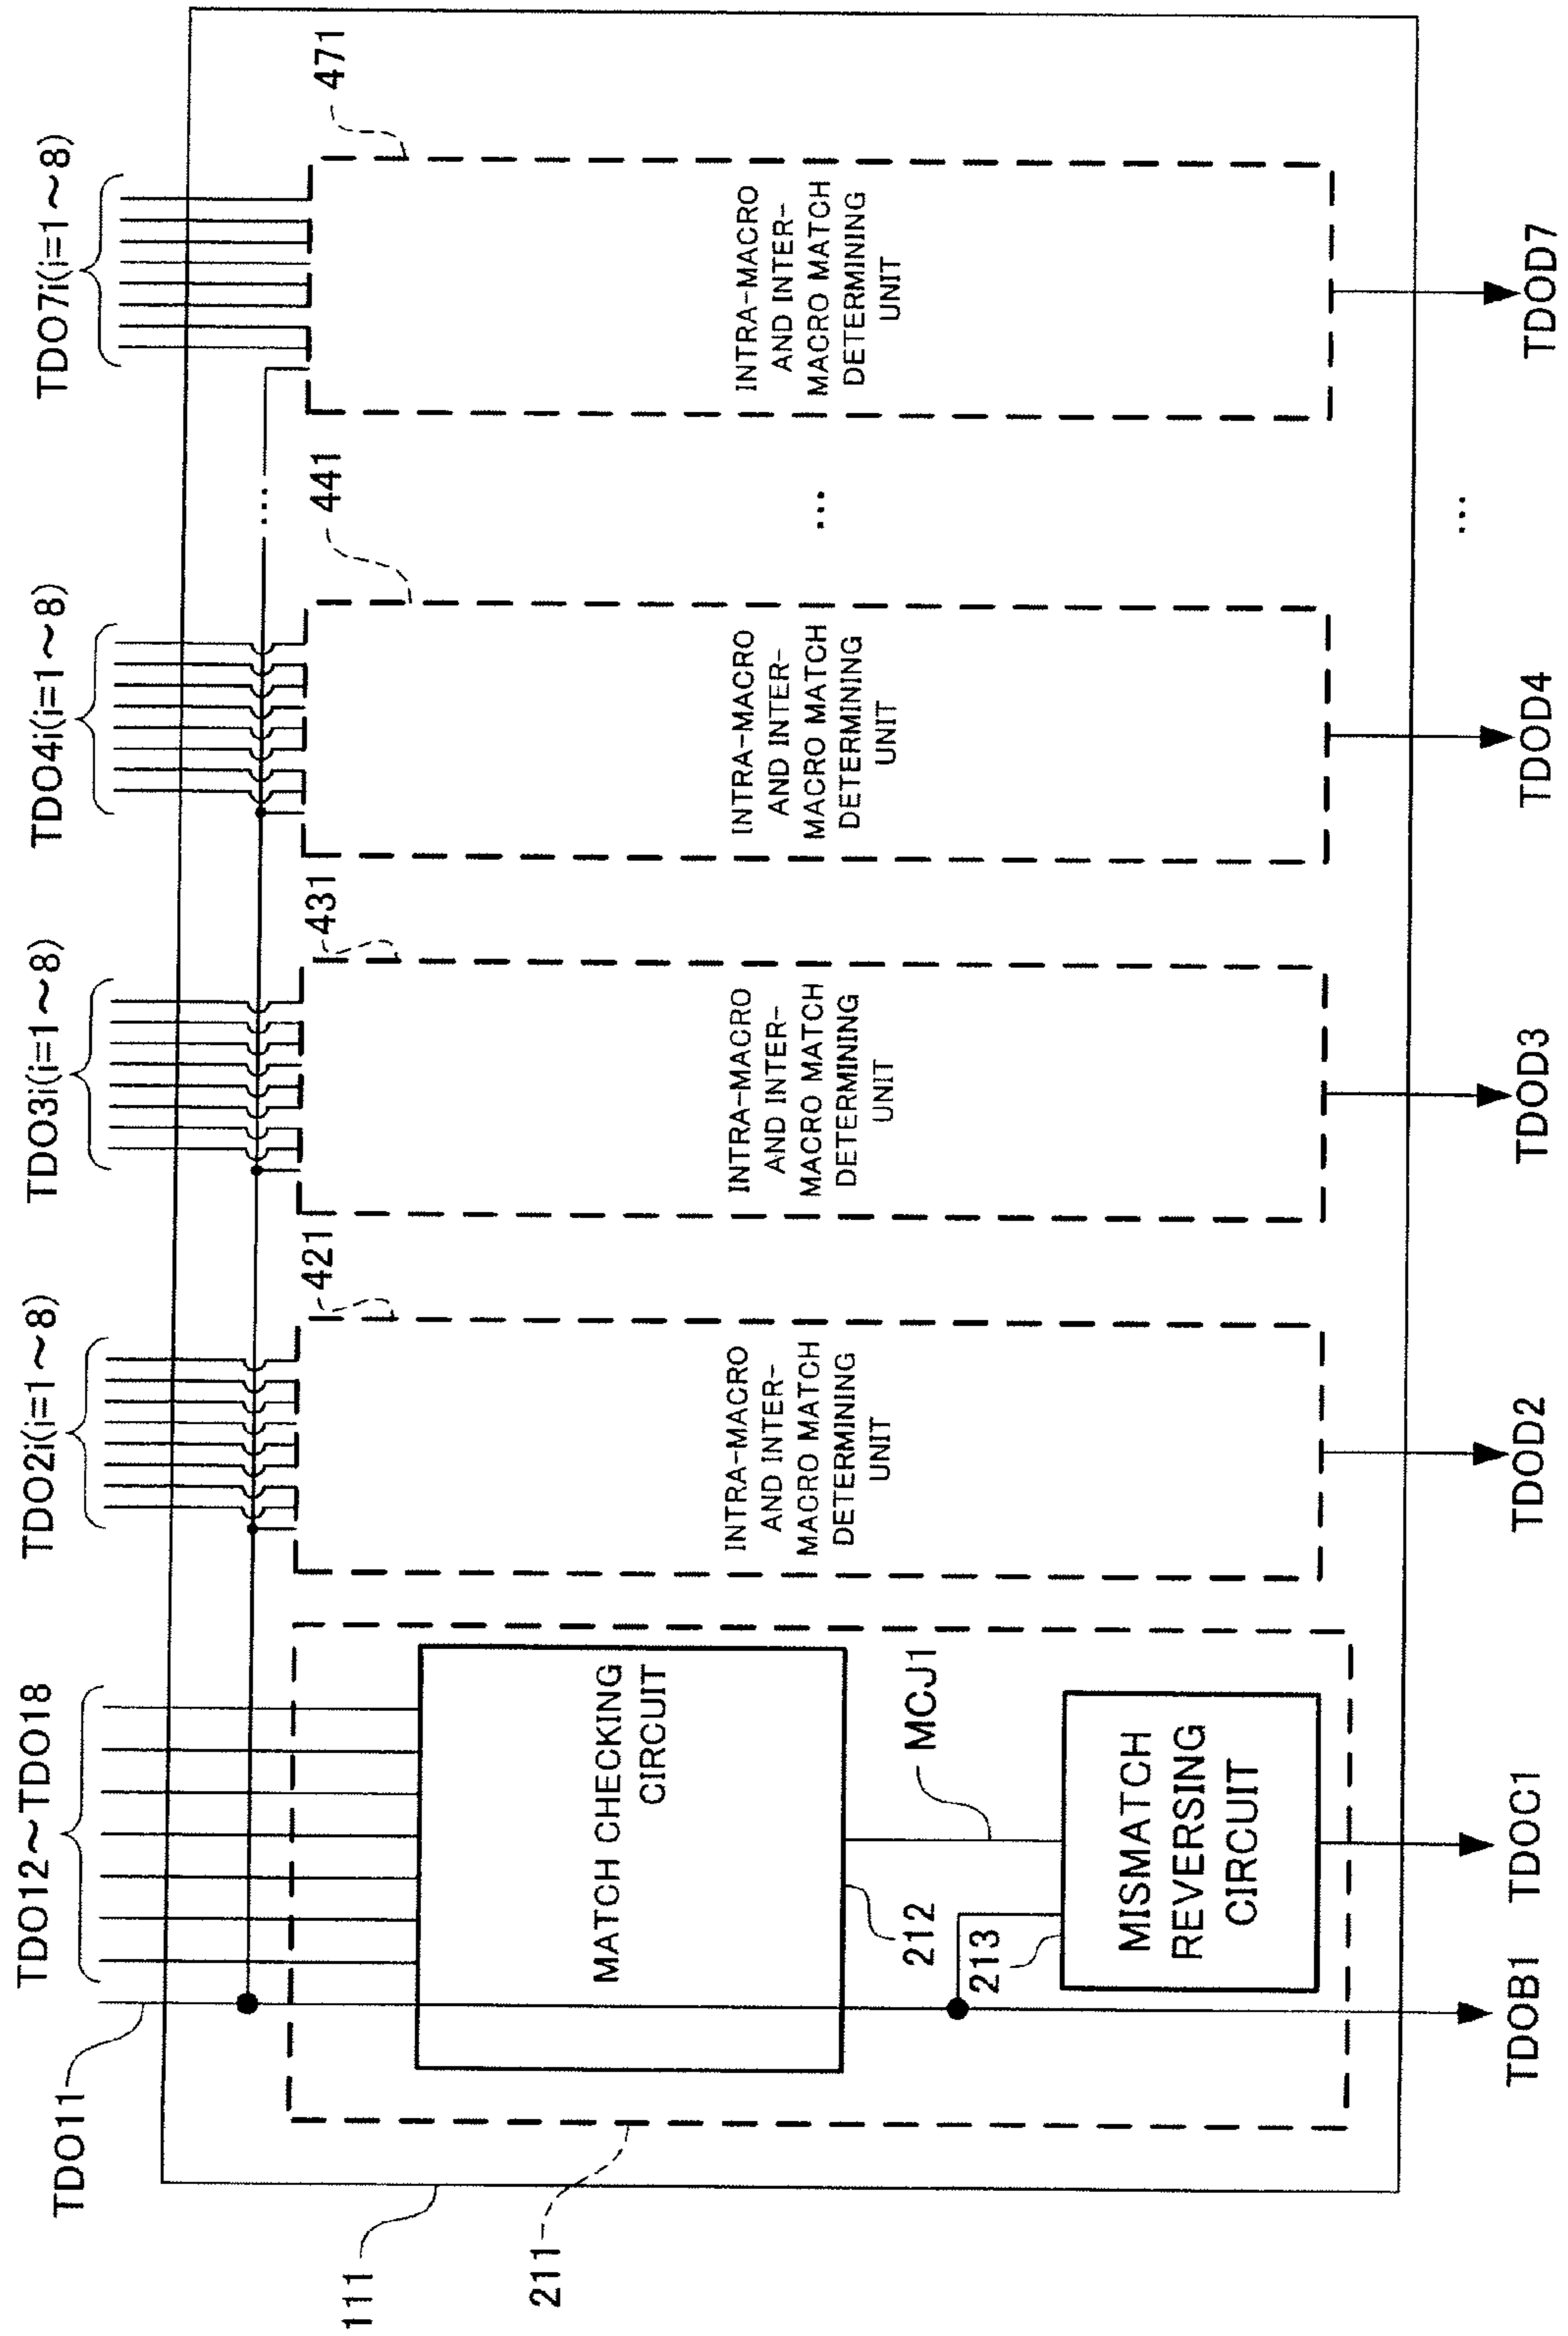 TDO11
TDO12~TDO18
TDO2i(i=1~8)
TDO3i(i=1~8)
TDO4i(i=1~8)
TDO7i(i=1~8)
111
211
421
431
441
...
471
MATCH CHECKING
CIRCUIT
212
MCJ1
213
MISMATCH
REVERSING
CIRCUIT
INTRA-MACRO
AND INTER-
MACRO MATCH
DETERMINING
UNIT
INTRA-MACRO
AND INTER-
MACRO MATCH
DETERMINING
UNIT
INTRA-MACRO
AND INTER-
MACRO MATCH
DETERMINING
UNIT
...
INTRA-MACRO
AND INTER-
MACRO MATCH
DETERMINING
UNIT
TDOB1
TDOC1
TDOD2
TDOD3
TDOD4
...
TDOD7